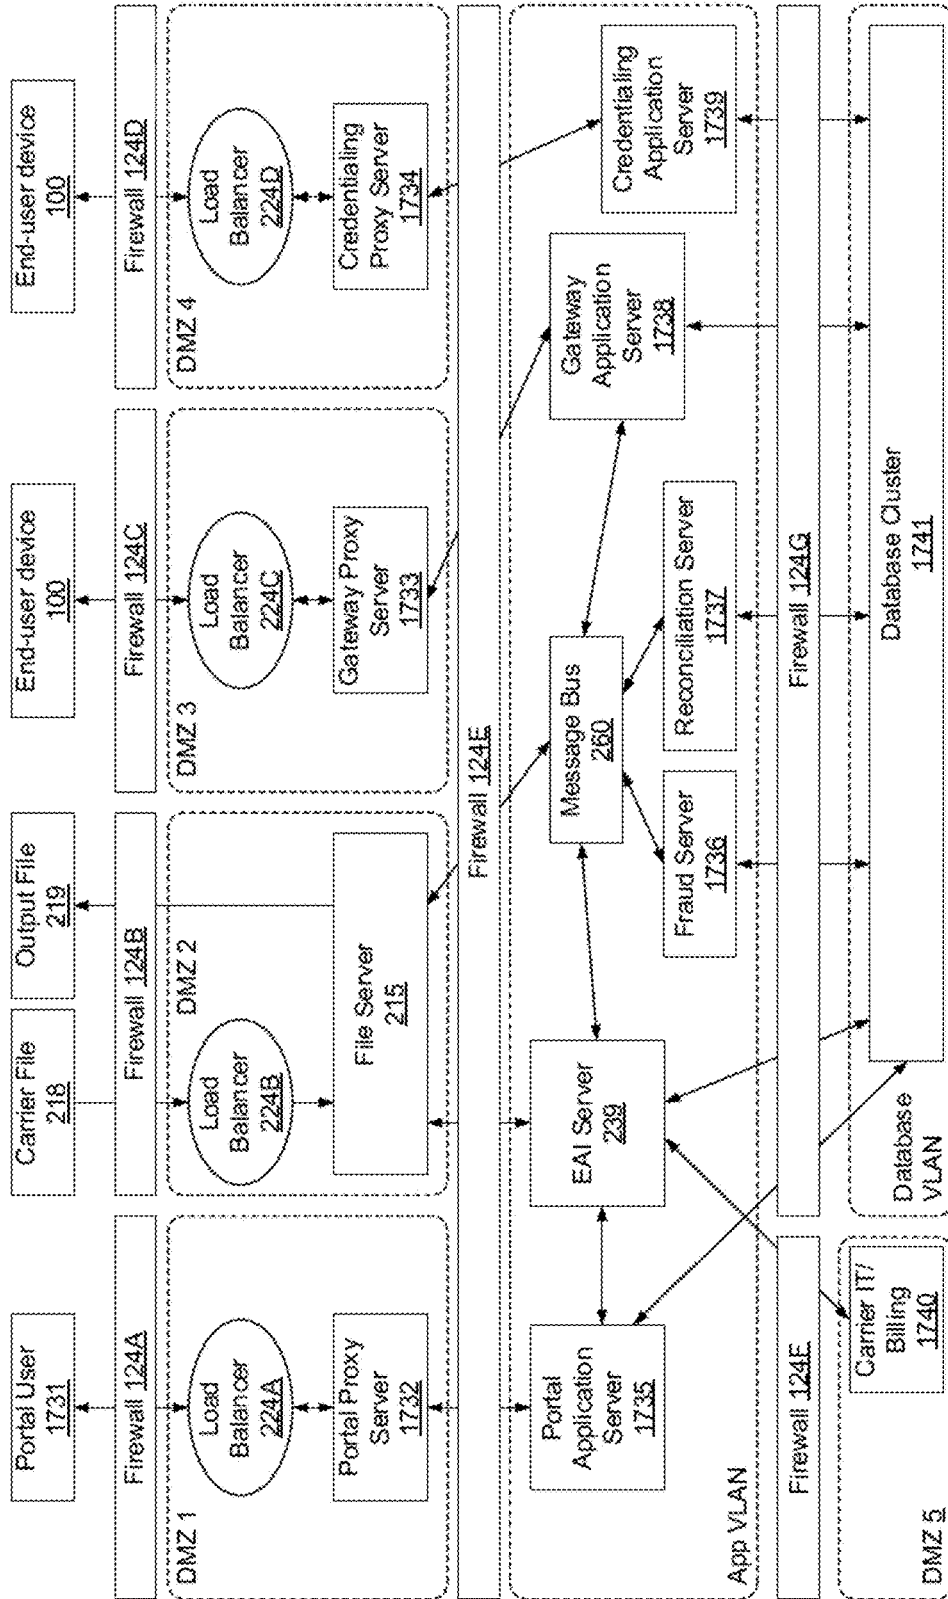 Portal User
1731
Carrier File
218
Output File
219
End-user device
100
End-user device
100
Firewall 124A
Firewall 124B
Firewall 124C
Firewall 124D
DMZ 1
Load
Balancer
224A
Portal Proxy
Server
1732
DMZ 2
Load
Balancer
224B
File Server
215
DMZ 3
Load
Balancer
224C
Gateway Proxy
Server
1733
DMZ 4
Load
Balancer
224D
Credentialing
Proxy Server
1734
Firewall 124E
Portal
Application
Server
1735
EAI Server
239
Message Bus
260
Fraud Server
1736
Reconciliation Server
1737
Gateway
Application
Server
1738
Credentialing
Application
Server
1739
App VLAN
Firewall 124F
Firewall 124G
Carrier IT/
Billing
1740
DMZ 5
Database
VLAN
Database Cluster
1741